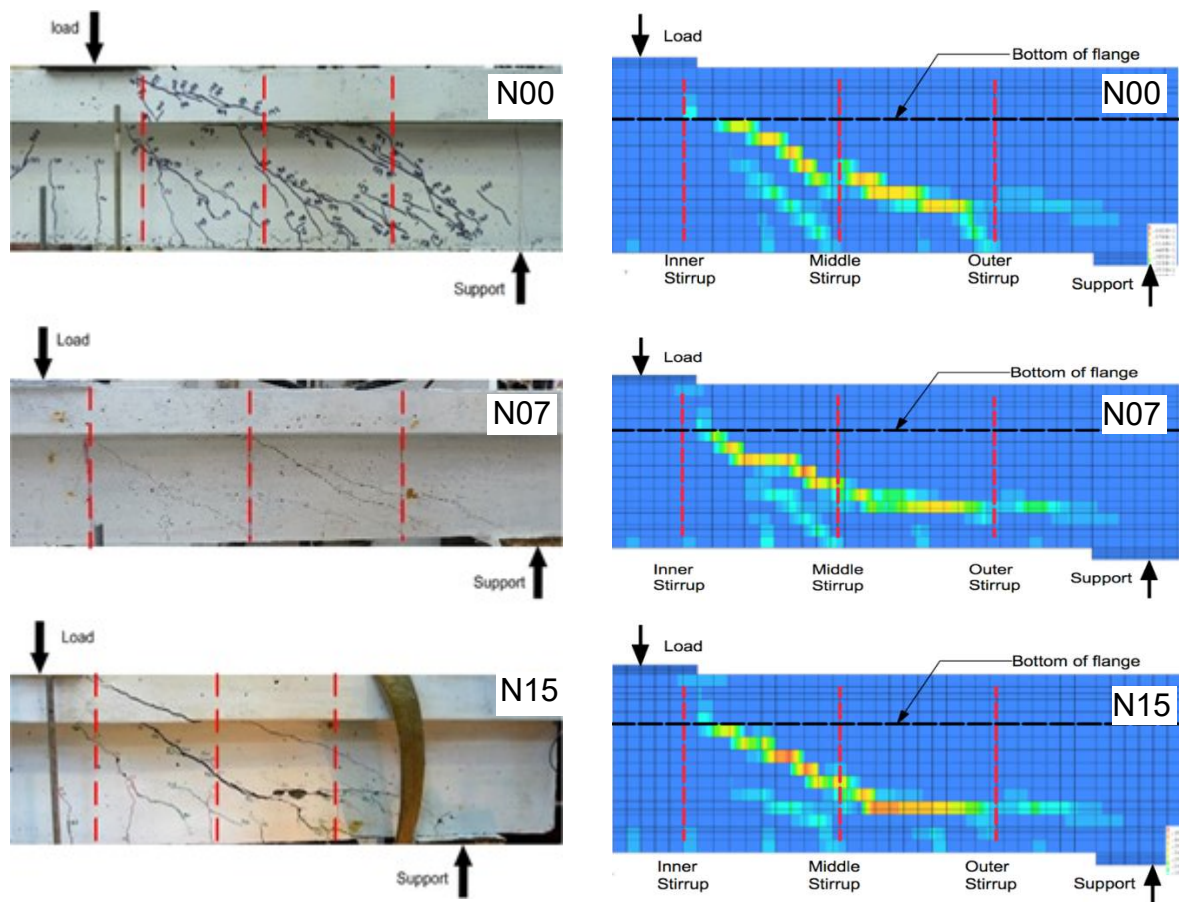 load
N00
Support
Load
Bottom of flange
N00
Inner
Stirrup
Middle
Stirrup
Outer
Stirrup
Support
Load
N07
Support
Load
Bottom of flange
N07
Inner
Stirrup
Middle
Stirrup
Outer
Stirrup
Support
Load
N15
Support
Load
Bottom of flange
N15
Inner
Stirrup
Middle
Stirrup
Outer
Stirrup
Support